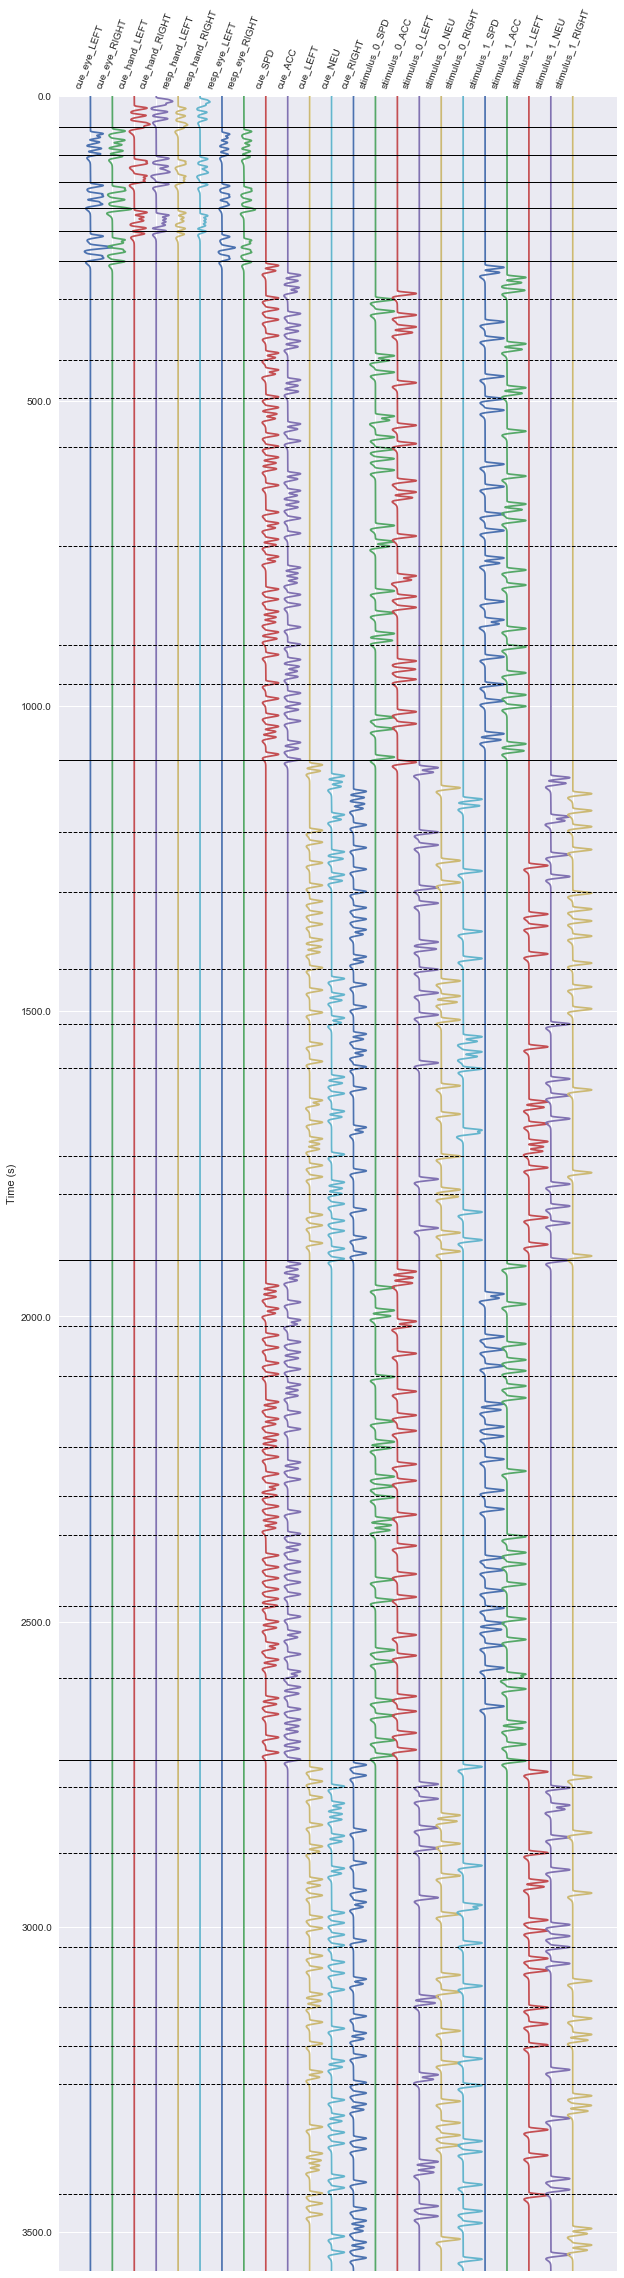 cue_eye_LEFT
cue_eye_RIGHT
cue_hand_LEFT
cue_hand_RIGHT
resp_hand_LEFT
resp_hand_RIGHT
resp_eye_LEFT
resp_eye_RIGHT
cue_SPD
cue_ACC
cue_LEFT
cue_NEU
cue_RIGHT
stimulus_0_SPD
stimulus_0_ACC
stimulus_0_LEFT
stimulus_0_NEU
stimulus_0_RIGHT
stimulus_1_SPD
stimulus_1_ACC
stimulus_1_LEFT
stimulus_1_NEU
stimulus_1_RIGHT
0.0
500.0
1000.0
1500.0
Time (s)
2000.0
2500.0
3000.0
3500.0